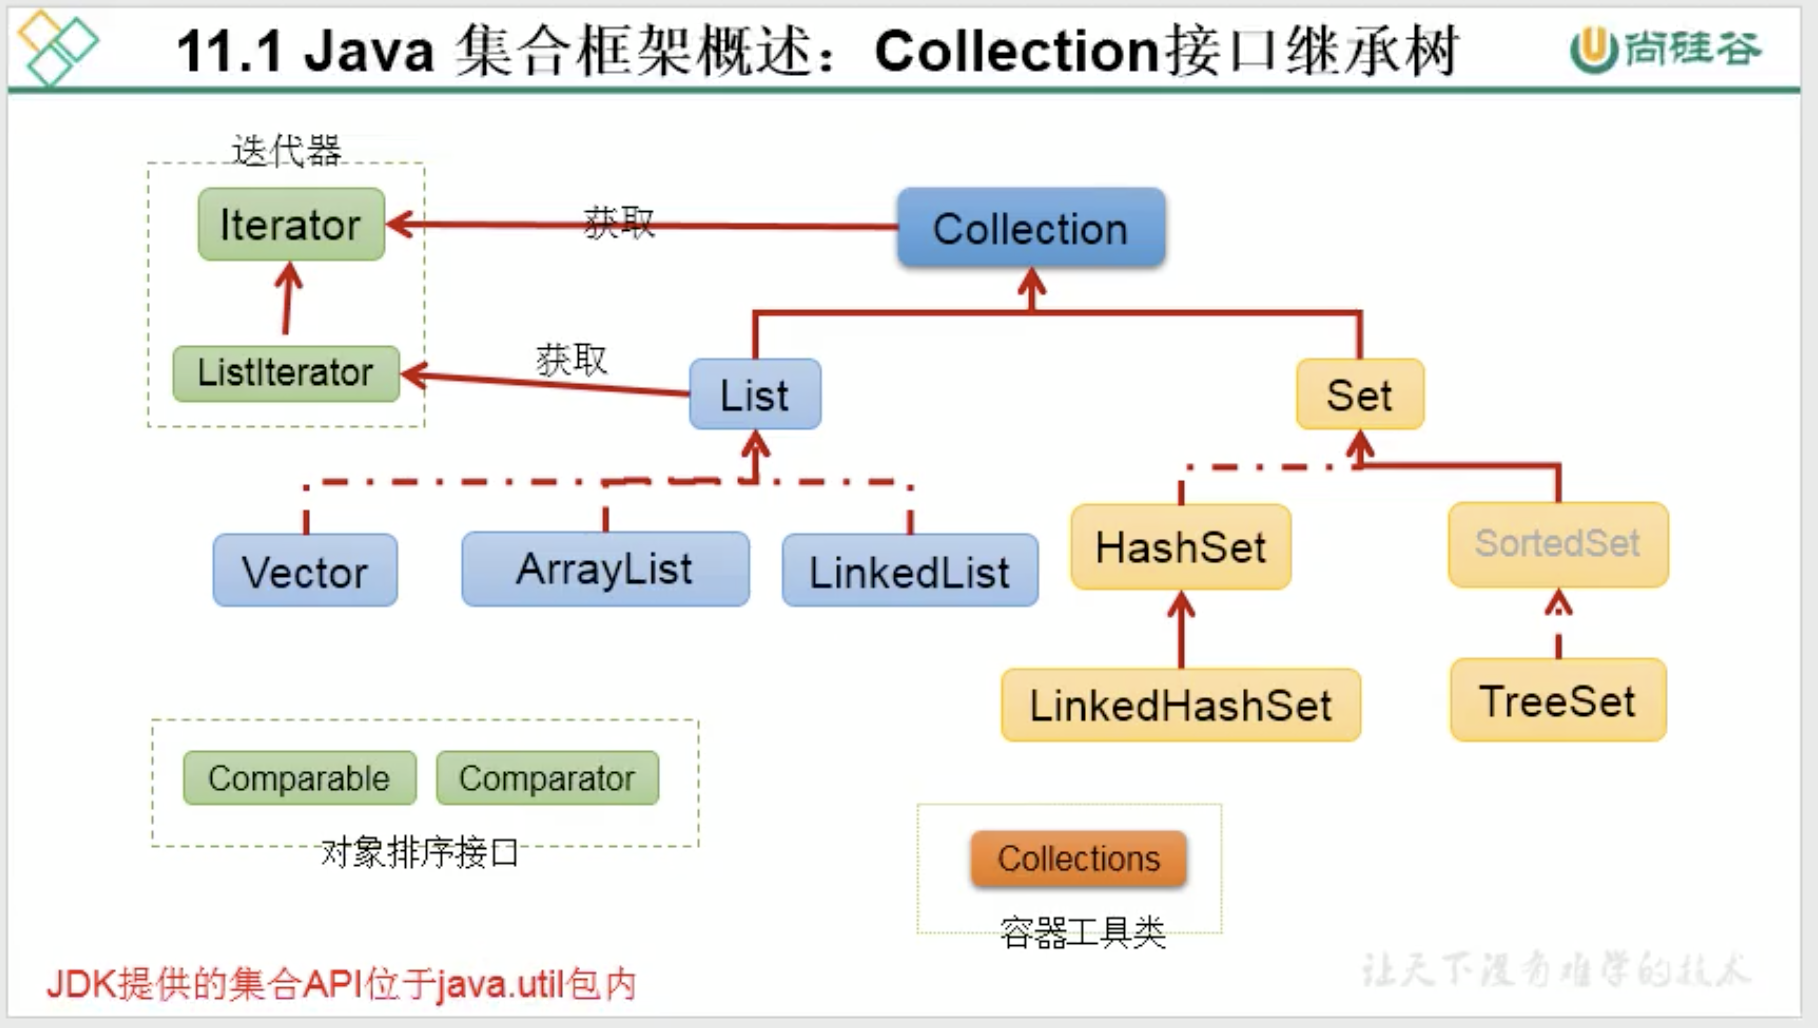 11.1 Java 集合框架概述：Collection接口继承树
尚硅谷
迭代器
Iterator
获取
Collection
ListIterator
获取
List
Set
Vector
ArrayList
LinkedList
HashSet
SortedSet
LinkedHashSet
TreeSet
Comparable
Comparator
对象排序接口
Collections
容器工具类
JDK提供的集合API位于java.util包内
让天下没有难学的技术